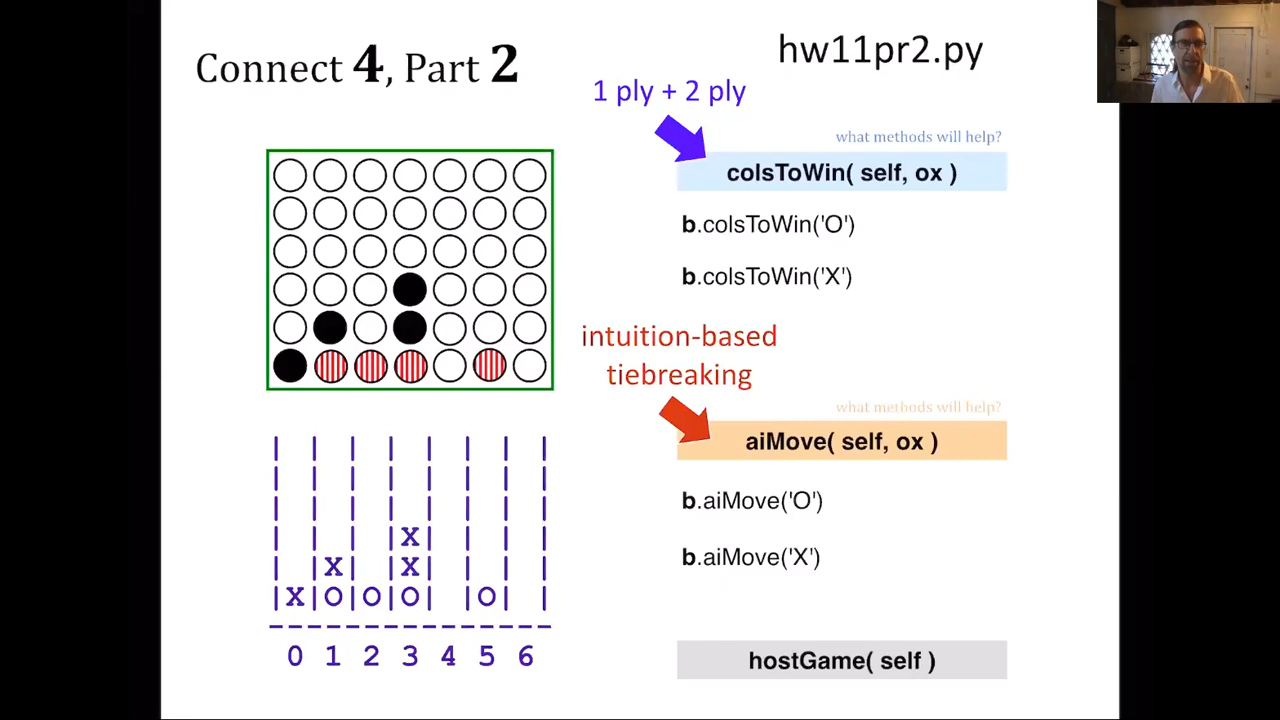 Connect 4, Part 2
hw11pr2.py
1 ply + 2 ply
what methods will help?
colsToWin( self, ox )
b.colsToWin('O')
b.colsToWin('X')
intuition-based
tiebreaking
what methods will help?
aiMove( self, ox )
b.aiMove('O')
b.aiMove('X')
hostGame( self )
| | | | | | | |
| | | | | | | |
| | | | | | | |
| | | |X| | | |
| |X| |X| | | |
|X|O|O|O| |O| |
---------------
0 1 2 3 4 5 6